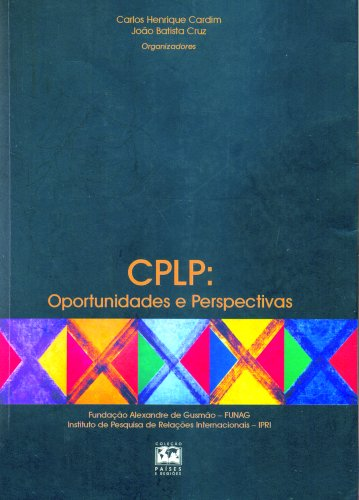 Carlos Henrique Cardim
João Batista Cruz
Organizadores
CPLP:
Oportunidades e Perspectivas
Fundação Alexandre de Gusmão – FUNAG
Instituto de Pesquisa de Relações Internacionais – IPRI
COLEÇÃO
PAÍSES
E REGIÕES